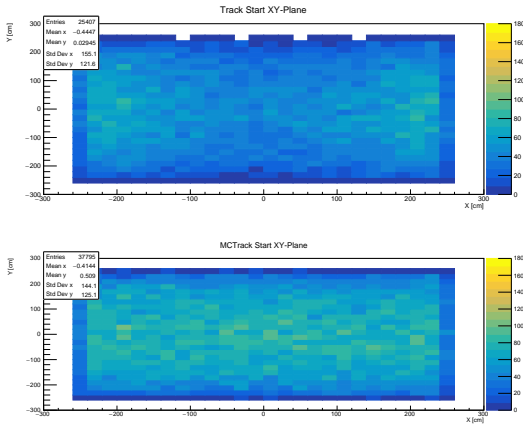 Track Start XY-Plane
Entries 25407
Mean x −0.4447
Mean y 0.02945
Std Dev x 155.1
Std Dev y 121.6
Y [cm]
300
200
100
0
−100
−200
−300
−300 −200 −100 0 100 200 300
X [cm]
180
160
140
120
100
80
60
40
20
0
MCTrack Start XY-Plane
Entries 37795
Mean x −0.4144
Mean y 0.509
Std Dev x 144.1
Std Dev y 125.1
Y [cm]
300
200
100
0
−100
−200
−300
−300 −200 −100 0 100 200 300
X [cm]
180
160
140
120
100
80
60
40
20
0